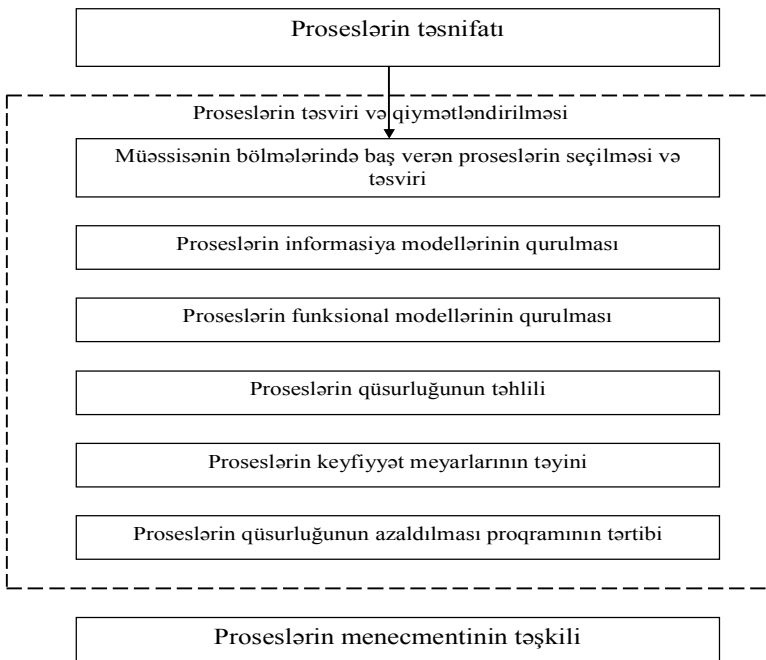 Proseslərin təsnifatı
Proseslərin təsviri və qiymətləndirilməsi
Müəssisənin bölmələrində baş verən proseslərin seçilməsi və
təsviri
Proseslərin informasiya modellərinin qurulması
Proseslərin funksional modellərinin qurulması
Proseslərin qüsurluğunun təhlili
Proseslərin keyfiyyət meyarlarının təyini
Proseslərin qüsurluğunun azaldılması proqramının tərtibi
Proseslərin menecmentinin təşkili